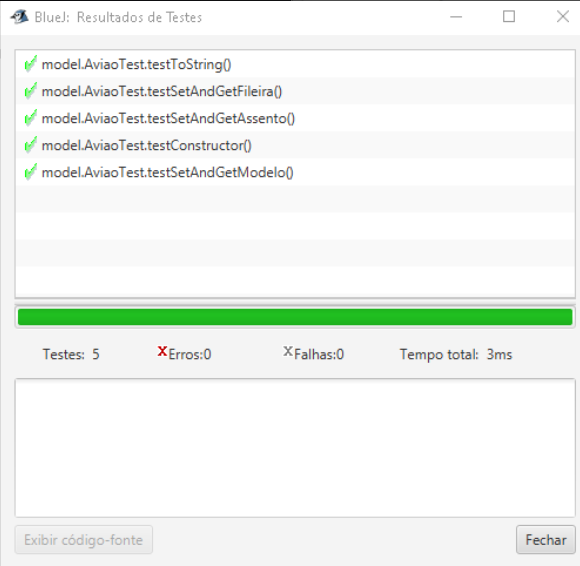 BlueJ: Resultados de Testes
model.AviaoTest.testToString()
model.AviaoTest.testSetAndGetFileira()
model.AviaoTest.testSetAndGetAssento()
model.AviaoTest.testConstructor()
model.AviaoTest.testSetAndGetModelo()
Testes: 5 Erros:0 Falhas:0 Tempo total: 3ms
Exibir código-fonte Fechar